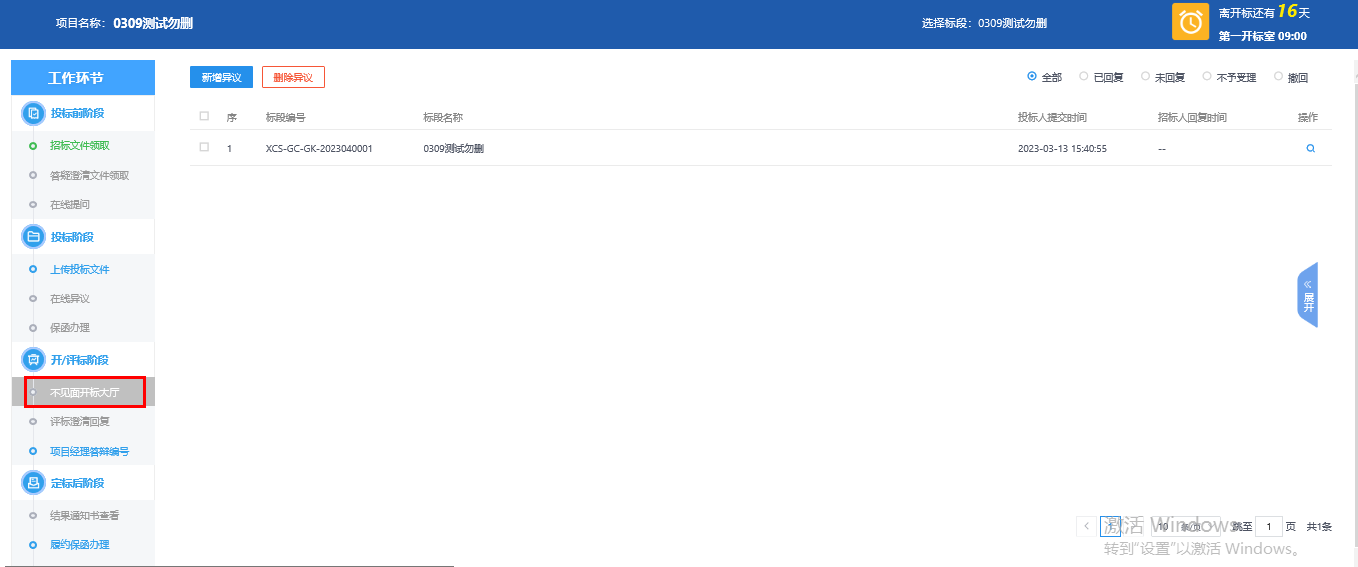 项目名称: 0309测试勿删
选择标段: 0309测试勿删
离开标还有16天
第一开标室 09:00
工作环节
投标前阶段
招标文件领取
答疑澄清文件领取
在线提问
投标阶段
上传投标文件
在线异议
保函办理
开/评标阶段
不见面开标大厅
评标澄清回复
项目经理答辩编号
定标后阶段
结果通知书查看
履约保函办理
新增异议 删除异议
全部 已回复 未回复 不予受理 撤回
序 标段编号 标段名称 投标人提交时间 招标人回复时间 操作
1 XCS-GC-GK-2023040001 0309测试勿删 2023-03-13 15:40:55 --
展开
1 10 条/页 跳至 1 页 共1条
激活 Windows
转到"设置"以激活 Windows。